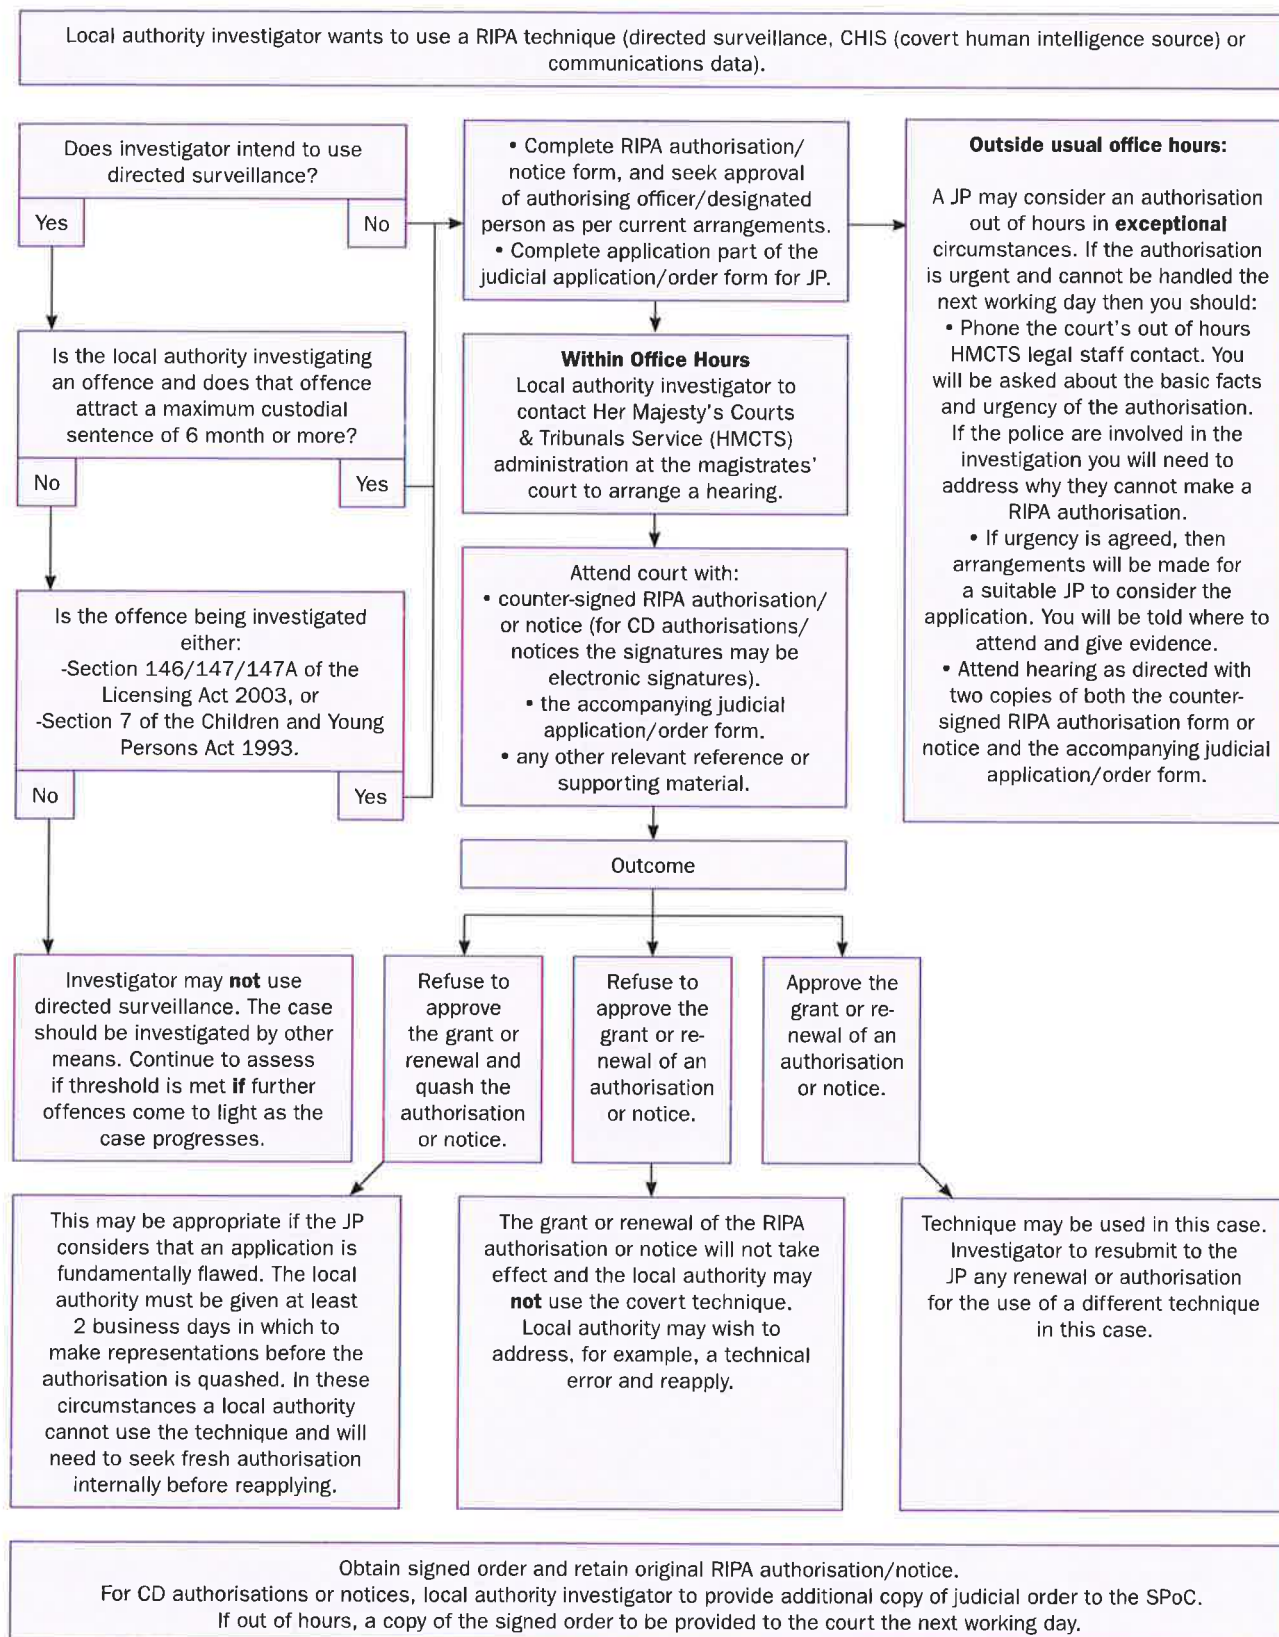 Local authority investigator wants to use a RIPA technique (directed surveillance, CHIS (covert human intelligence source) or
communications data).
Does investigator intend to use
directed surveillance?
Yes
No
Is the local authority investigating
an offence and does that offence
attract a maximum custodial
sentence of 6 month or more?
No
Yes
Is the offence being investigated
either:
-Section 146/147/147A of the
Licensing Act 2003, or
-Section 7 of the Children and Young
Persons Act 1993.
No
Yes
Investigator may not use
directed surveillance. The case
should be investigated by other
means. Continue to assess
if threshold is met if further
offences come to light as the
case progresses.
• Complete RIPA authorisation/
notice form, and seek approval
of authorising officer/designated
person as per current arrangements.
• Complete application part of the
judicial application/order form for JP.
Within Office Hours
Local authority investigator to
contact Her Majesty's Courts
& Tribunals Service (HMCTS)
administration at the magistrates'
court to arrange a hearing.
Attend court with:
• counter-signed RIPA authorisation/
or notice (for CD authorisations/
notices the signatures may be
electronic signatures).
• the accompanying judicial
application/order form.
• any other relevant reference or
supporting material.
Outside usual office hours:
A JP may consider an authorisation
out of hours in exceptional
circumstances. If the authorisation
is urgent and cannot be handled the
next working day then you should:
• Phone the court's out of hours
HMCTS legal staff contact. You
will be asked about the basic facts
and urgency of the authorisation.
If the police are involved in the
investigation you will need to
address why they cannot make a
RIPA authorisation.
• If urgency is agreed, then
arrangements will be made for
a suitable JP to consider the
application. You will be told where to
attend and give evidence.
• Attend hearing as directed with
two copies of both the counter-
signed RIPA authorisation form or
notice and the accompanying judicial
application/order form.
Outcome
Refuse to
approve
the grant or
renewal and
quash the
authorisation
or notice.
Refuse to
approve the
grant or re-
newal of an
authorisation
or notice.
Approve the
grant or re-
newal of an
authorisation
or notice.
This may be appropriate if the JP
considers that an application is
fundamentally flawed. The local
authority must be given at least
2 business days in which to
make representations before the
authorisation is quashed. In these
circumstances a local authority
cannot use the technique and will
need to seek fresh authorisation
internally before reapplying.
The grant or renewal of the RIPA
authorisation or notice will not take
effect and the local authority may
not use the covert technique.
Local authority may wish to
address, for example, a technical
error and reapply.
Technique may be used in this case.
Investigator to resubmit to the
JP any renewal or authorisation
for the use of a different technique
in this case.
Obtain signed order and retain original RIPA authorisation/notice.
For CD authorisations or notices, local authority investigator to provide additional copy of judicial order to the SPoC.
If out of hours, a copy of the signed order to be provided to the court the next working day.